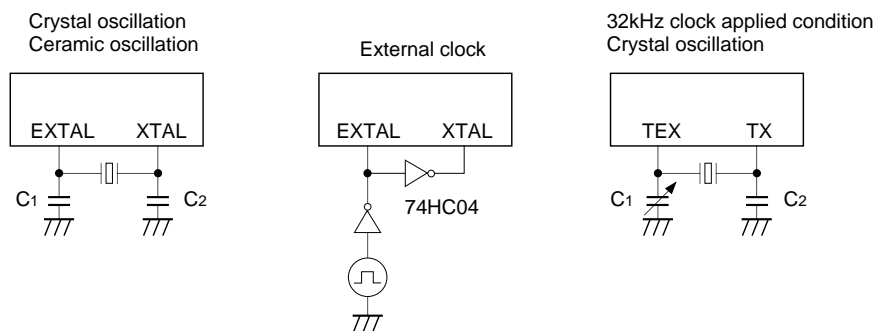 Crystal oscillation
Ceramic oscillation
EXTAL XTAL
C1 C2
External clock
EXTAL XTAL
74HC04
32kHz clock applied condition
Crystal oscillation
TEX TX
C1 C2